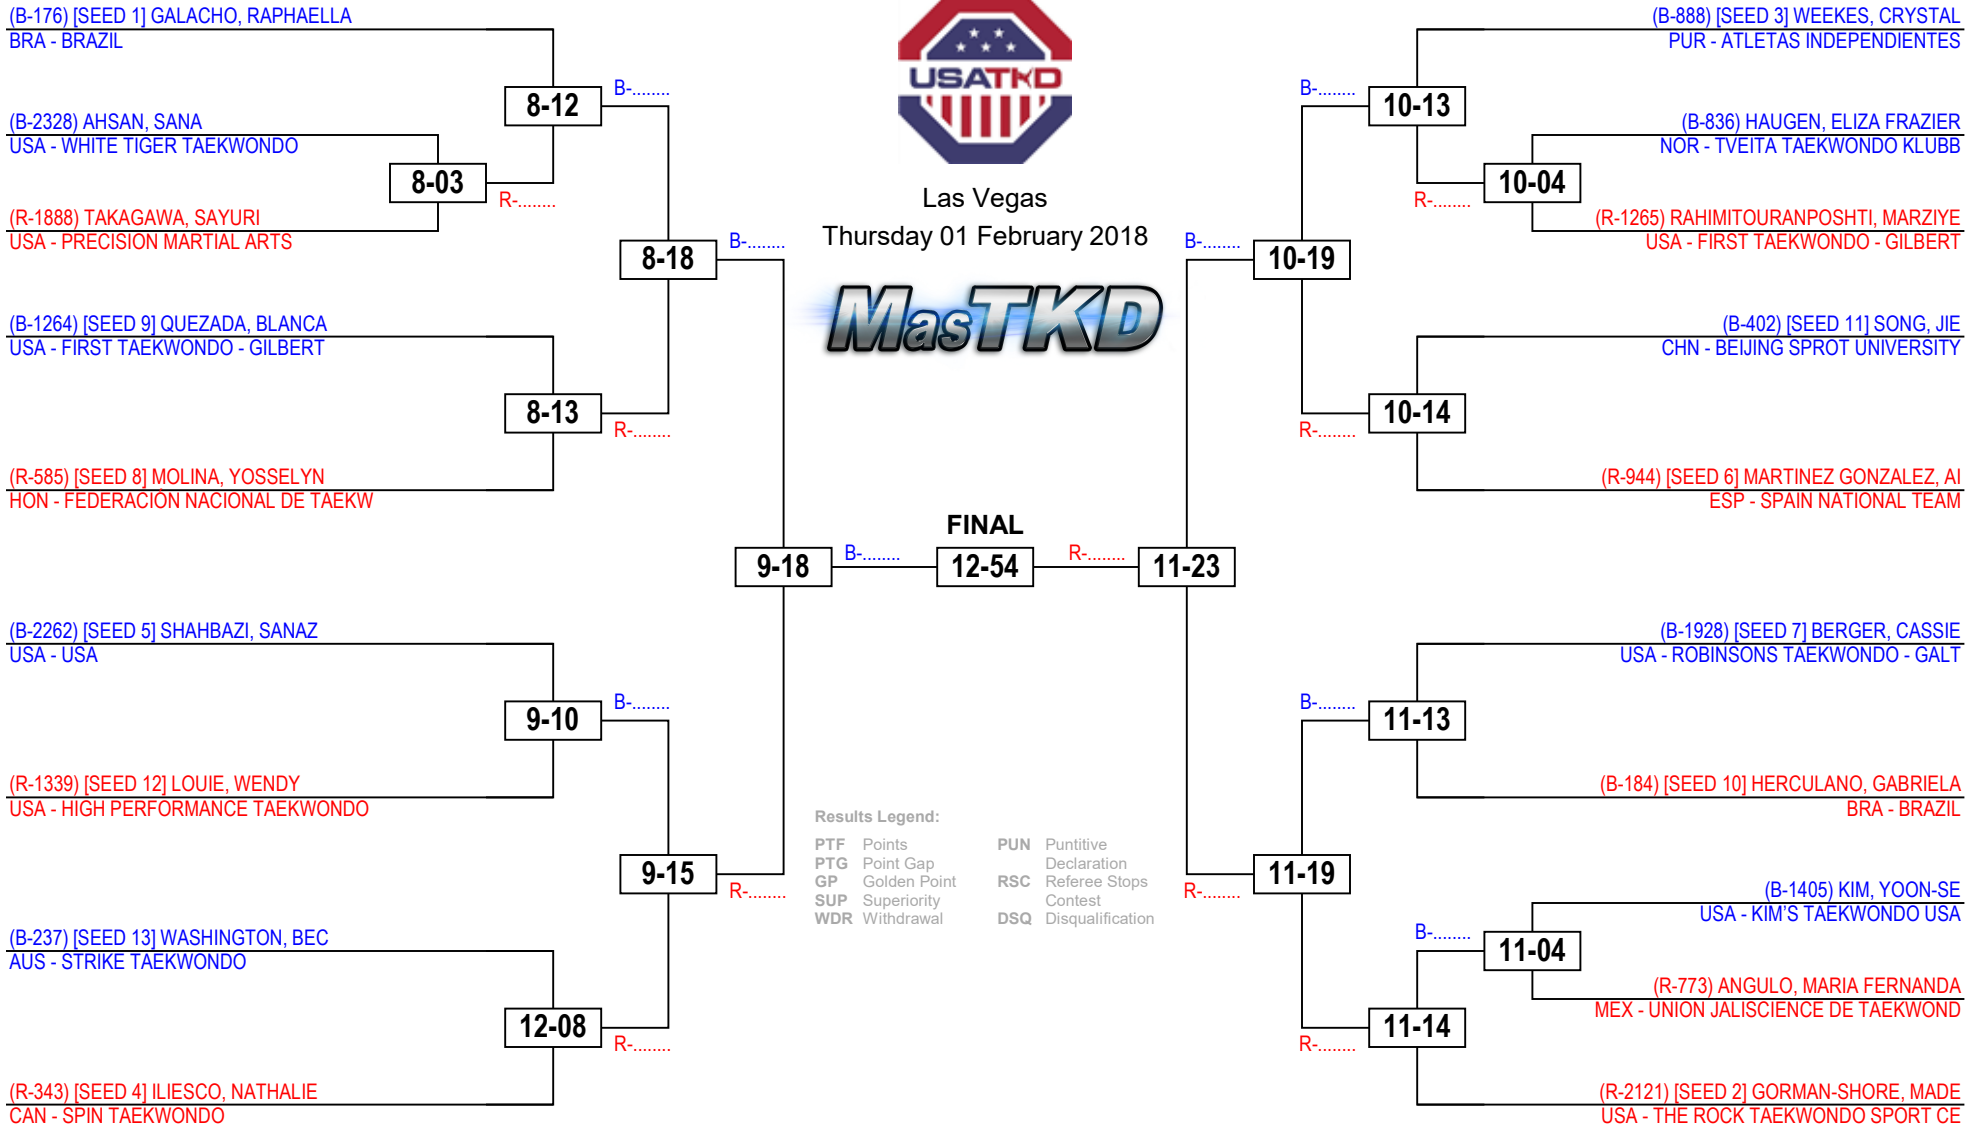 (B-176) [SEED 1] GALACHO, RAPHAELLA
BRA - BRAZIL
8-12
B-........
(B-2328) AHSAN, SANA
USA - WHITE TIGER TAEKWONDO
8-03
R-........
(R-1888) TAKAGAWA, SAYURI
USA - PRECISION MARTIAL ARTS
8-18
B-........
(B-1264) [SEED 9] QUEZADA, BLANCA
USA - FIRST TAEKWONDO - GILBERT
8-13
R-........
(R-585) [SEED 8] MOLINA, YOSSELYN
HON - FEDERACIÓN NACIONAL DE TAEKW
9-18
B-........
(B-2262) [SEED 5] SHAHBAZI, SANAZ
USA - USA
9-10
B-........
(R-1339) [SEED 12] LOUIE, WENDY
USA - HIGH PERFORMANCE TAEKWONDO
9-15
R-........
(B-237) [SEED 13] WASHINGTON, BEC
AUS - STRIKE TAEKWONDO
12-08
R-........
(R-343) [SEED 4] ILIESCO, NATHALIE
CAN - SPIN TAEKWONDO
USATKD
Las Vegas
Thursday 01 February 2018
MasTKD
FINAL
12-54
Results Legend:
PTF Points
PTG Point Gap
GP Golden Point
SUP Superiority
WDR Withdrawal
PUN Puntitive
Declaration
RSC Referee Stops
Contest
DSQ Disqualification
(B-888) [SEED 3] WEEKES, CRYSTAL
PUR - ATLETAS INDEPENDIENTES
B-........
10-13
(B-836) HAUGEN, ELIZA FRAZIER
NOR - TVEITA TAEKWONDO KLUBB
R-........
10-04
(R-1265) RAHIMITOURANPOSHTI, MARZIYE
USA - FIRST TAEKWONDO - GILBERT
B-........
10-19
(B-402) [SEED 11] SONG, JIE
CHN - BEIJING SPROT UNIVERSITY
10-14
R-........
(R-944) [SEED 6] MARTINEZ GONZALEZ, AI
ESP - SPAIN NATIONAL TEAM
R-........
11-23
(B-1928) [SEED 7] BERGER, CASSIE
USA - ROBINSONS TAEKWONDO - GALT
B-........
11-13
(B-184) [SEED 10] HERCULANO, GABRIELA
BRA - BRAZIL
11-19
R-........
(B-1405) KIM, YOON-SE
USA - KIM'S TAEKWONDO USA
B-........
11-04
(R-773) ANGULO, MARIA FERNANDA
MEX - UNION JALISCIENCE DE TAEKWOND
11-14
R-........
(R-2121) [SEED 2] GORMAN-SHORE, MADE
USA - THE ROCK TAEKWONDO SPORT CE